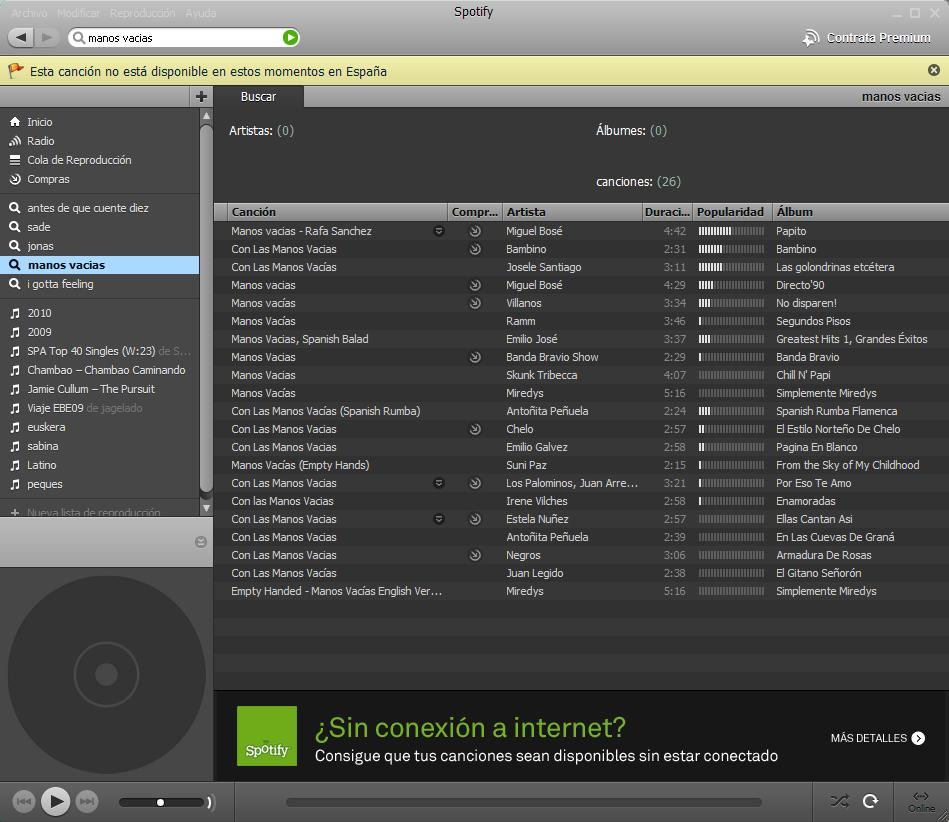 Spotify
Archivo Modificar Reproducción Ayuda
manos vacias
Contrata Premium
Esta canción no está disponible en estos momentos en España
Buscar
manos vacias
Inicio
Radio
Cola de Reproducción
Compras
antes de que cuente diez
sade
jonas
manos vacias
i gotta feeling
2010
2009
SPA Top 40 Singles (W:23) de S...
Chambao – Chambao Caminando
Jamie Cullum – The Pursuit
Viaje EBE09 de jagelado
euskera
sabina
Latino
peques
Nueva lista de reproducción
Artistas: (0)
Álbumes: (0)
canciones: (26)
Canción Compr... Artista Duraci... Popularidad Álbum
Manos vacias - Rafa Sanchez Miguel Bosé 4:42 Papito
Con Las Manos Vacias Bambino 2:31 Bambino
Con Las Manos Vacías Josele Santiago 3:11 Las golondrinas etcétera
Manos vacias Miguel Bosé 4:29 Directo'90
Manos vacías Villanos 3:34 No disparen!
Manos Vacías Ramm 3:46 Segundos Pisos
Manos Vacias, Spanish Balad Emilio José 3:37 Greatest Hits 1, Grandes Éxitos
Manos Vacias Banda Bravio Show 2:29 Banda Bravio
Manos Vacias Skunk Tribecca 4:07 Chill N' Papi
Manos Vacías Miredys 5:16 Simplemente Miredys
Con Las Manos Vacías (Spanish Rumba) Antoñita Peñuela 2:24 Spanish Rumba Flamenca
Con Las Manos Vacias Chelo 2:57 El Estilo Norteño De Chelo
Con Las Manos Vacias Emilio Galvez 2:58 Pagina En Blanco
Manos Vacías (Empty Hands) Suni Paz 2:15 From the Sky of My Childhood
Con Las Manos Vacias Los Palominos, Juan Arre... 3:21 Por Eso Te Amo
Con las Manos Vacias Irene Vilches 2:58 Enamoradas
Con Las Manos Vacias Estela Nuñez 2:57 Ellas Cantan Asi
Con Las Manos Vacias Antoñita Peñuela 2:39 En Las Cuevas De Graná
Con Las Manos Vacias Negros 3:06 Armadura De Rosas
Con Las Manos Vacías Juan Legido 2:38 El Gitano Señorón
Empty Handed - Manos Vacías English Ver... Miredys 5:16 Simplemente Miredys
Spotify
¿Sin conexión a internet?
Consigue que tus canciones sean disponibles sin estar conectado
MÁS DETALLES
Online